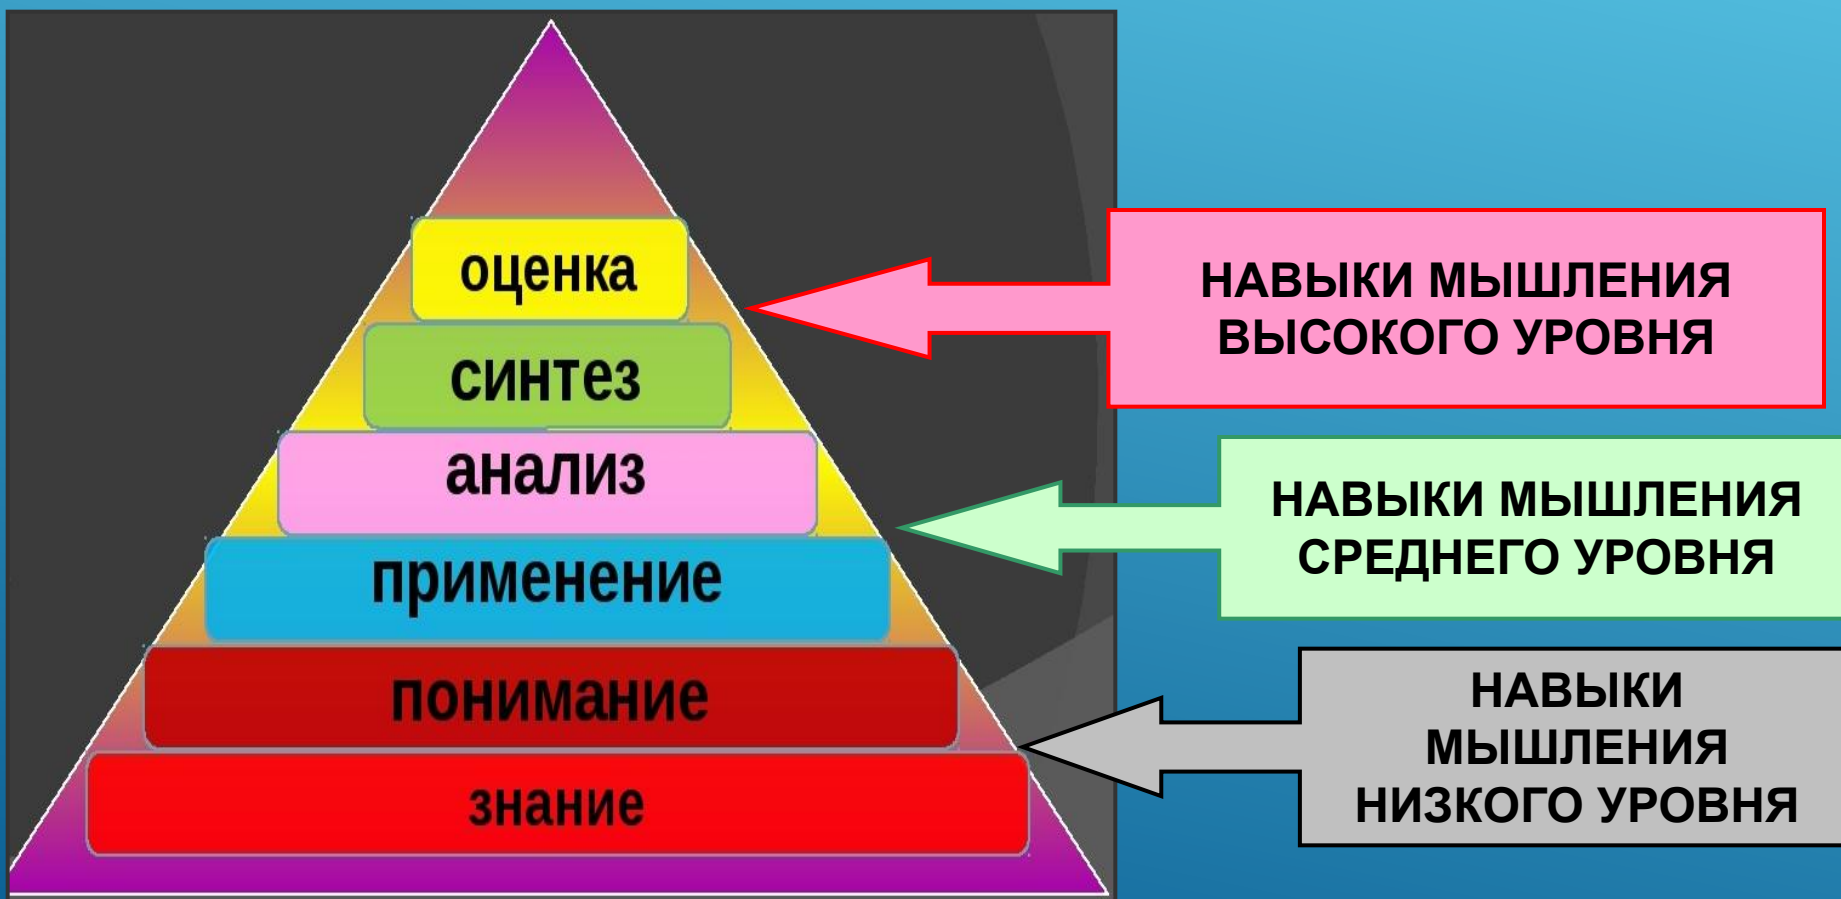 оценка
синтез
анализ
применение
понимание
знание
НАВЫКИ МЫШЛЕНИЯ
ВЫСОКОГО УРОВНЯ
НАВЫКИ МЫШЛЕНИЯ
СРЕДНЕГО УРОВНЯ
НАВЫКИ
МЫШЛЕНИЯ
НИЗКОГО УРОВНЯ